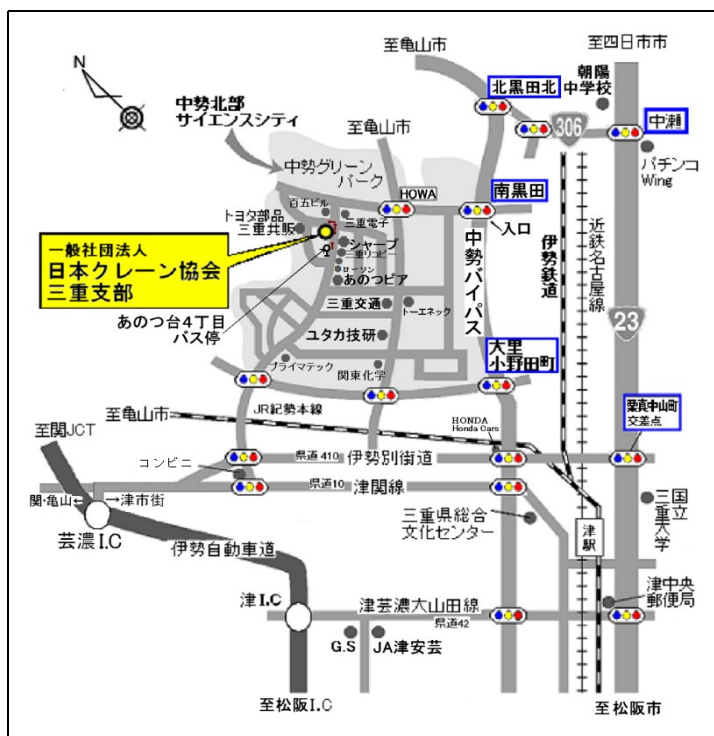 至亀山市
至四日市市
N
北黒田北
朝陽
中学校
306
中瀬
中勢北部
サイエンスシティ
至亀山市
パチンコ
Wing
中勢グリーン
パーク
HOWA
南黒田
百五ビル
入口
トヨタ部品
三重共販
三重電子
一般社団法人
日本クレーン協会
三重支部
シャープ
三重リコピー
ローソン
あのつピア
中勢バイパス
伊勢鉄道
近鉄名古屋線
23
三重交通
トーエネック
あのつ台4丁目
バス停
ユタカ技研
大里
小野田町
プライマテック
関東化学
JR紀勢本線
至亀山市
栗真中山町
交差点
HONDA
Honda Cars
至関JCT
コンビニ
県道410
伊勢別街道
関・亀山←
→津市街
県道10
津関線
芸濃I.C
伊勢自動車道
三重県総合
文化センター
津駅
三重大学
国立
津I.C
津芸濃大山田線
県道42
津中央
郵便局
G.S
JA津安芸
至松阪I.C
至松阪市